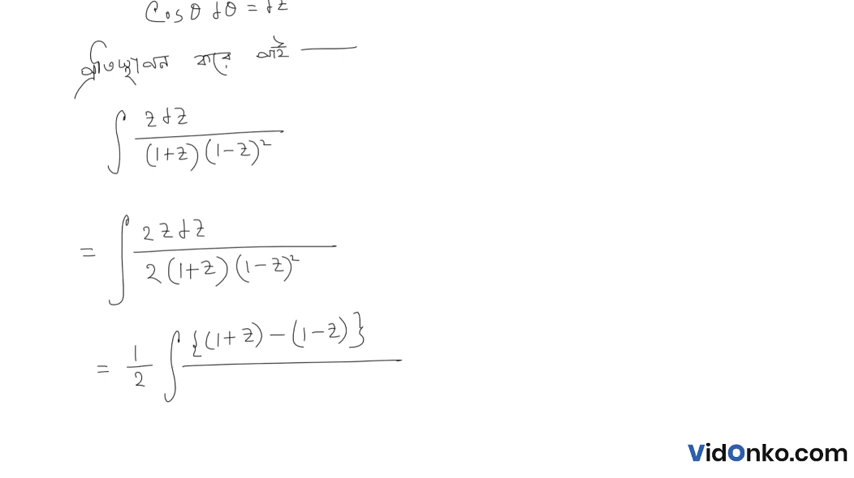 Cosθ dθ = dz
প্রতিস্থাপন করে পাই
∫ z dz / (1+z)(1-z)²
= ∫ 2z dz / 2(1+z)(1-z)²
= 1/2 ∫ {(1+z) - (1-z)}
VidOnko.com